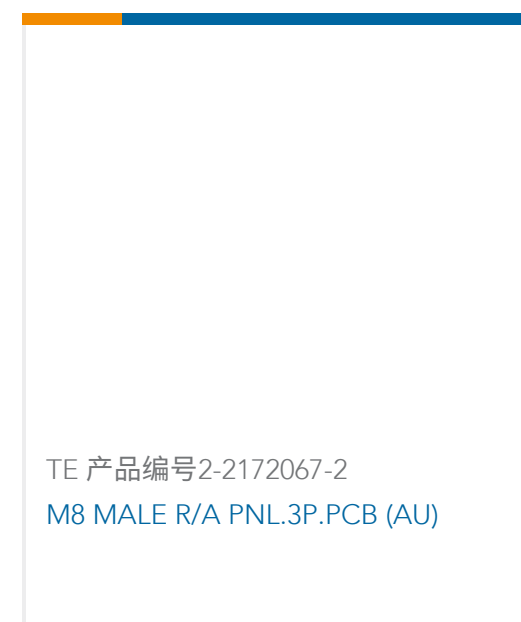 TE 产品编号2-2172067-2
M8 MALE R/A PNL.3P.PCB (AU)